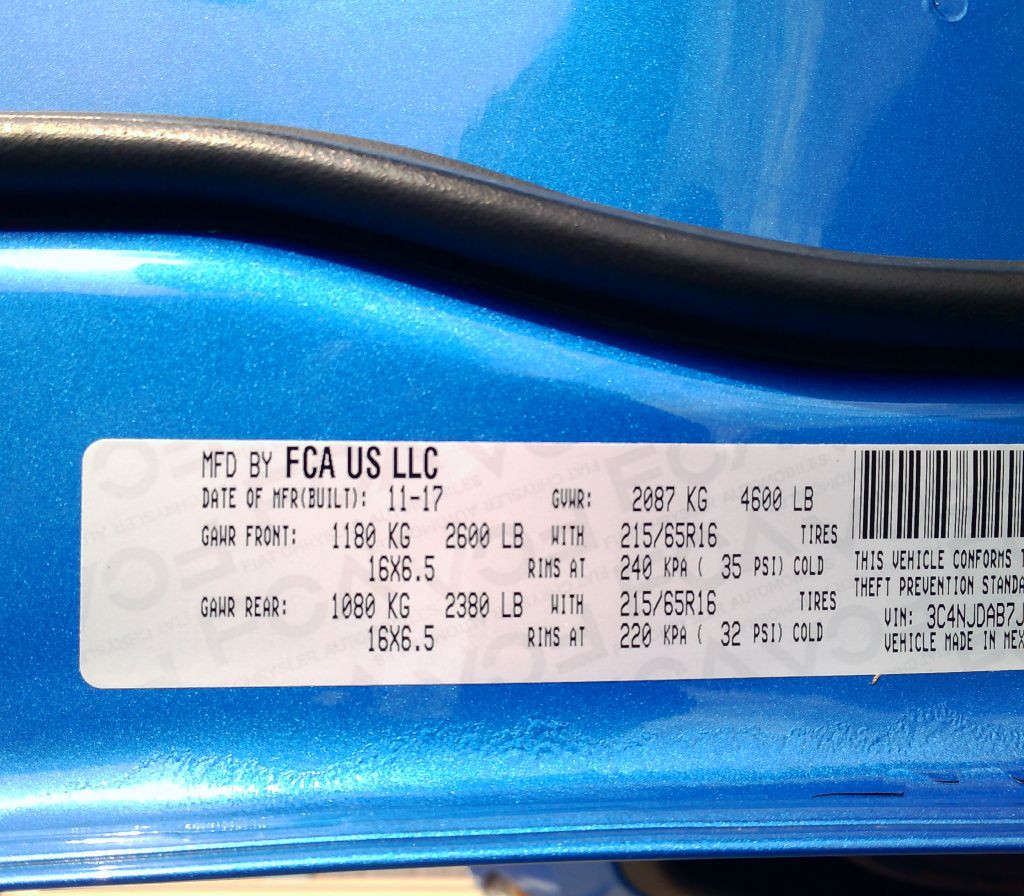 MFD BY FCA US LLC
DATE OF MFR(BUILT): 11-17 GVWR: 2087 KG 4600 LB
GAWR FRONT: 1180 KG 2600 LB WITH 215/65R16 TIRES
16X6.5 RIMS AT 240 KPA ( 35 PSI) COLD
GAWR REAR: 1080 KG 2380 LB WITH 215/65R16 TIRES
16X6.5 RIMS AT 220 KPA ( 32 PSI) COLD
THIS VEHICLE CONFORMS
THEFT PREVENTION STANDA
VIN: 3C4NJDAB7J
VEHICLE MADE IN MEX